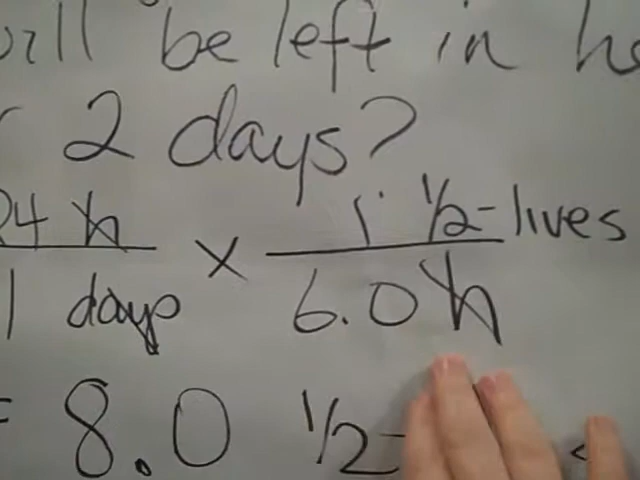 will be left in
2 days?
24 h × 1 1/2-lives
1 days 6.0 h
= 8.0 1/2-